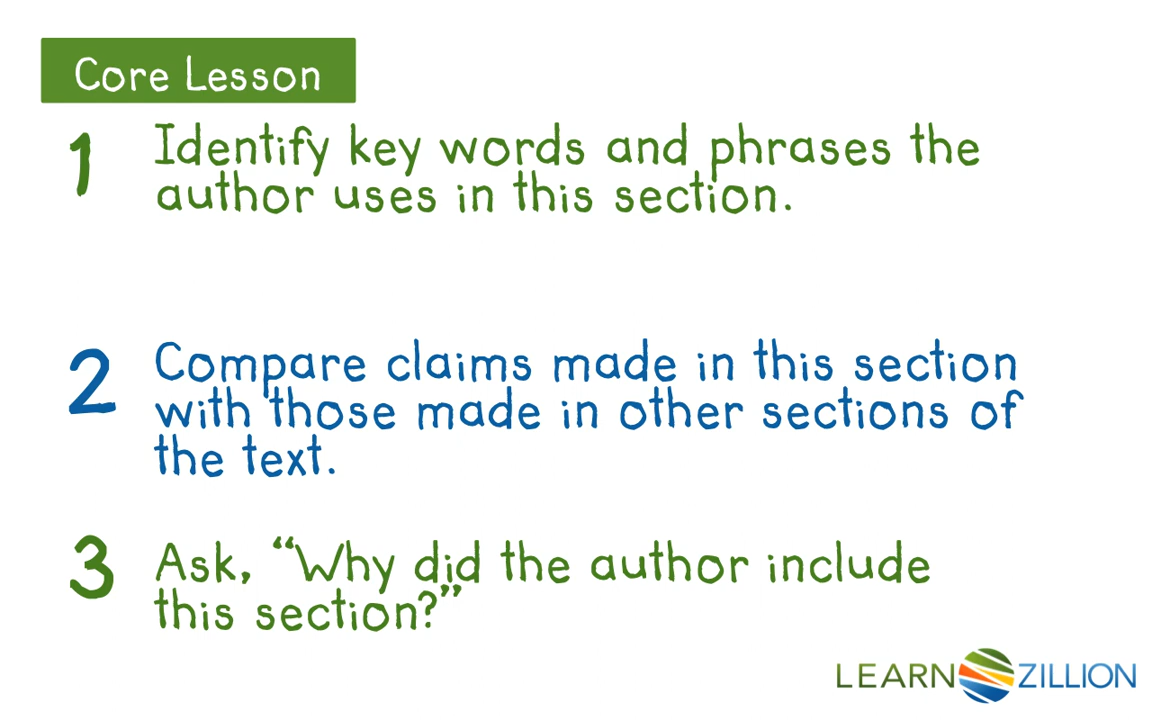 Core Lesson
1 Identify key words and phrases the
author uses in this section.
2 Compare claims made in this section
with those made in other sections of
the text.
3 Ask, “Why did the author include
this section?”
LEARN ZILLION